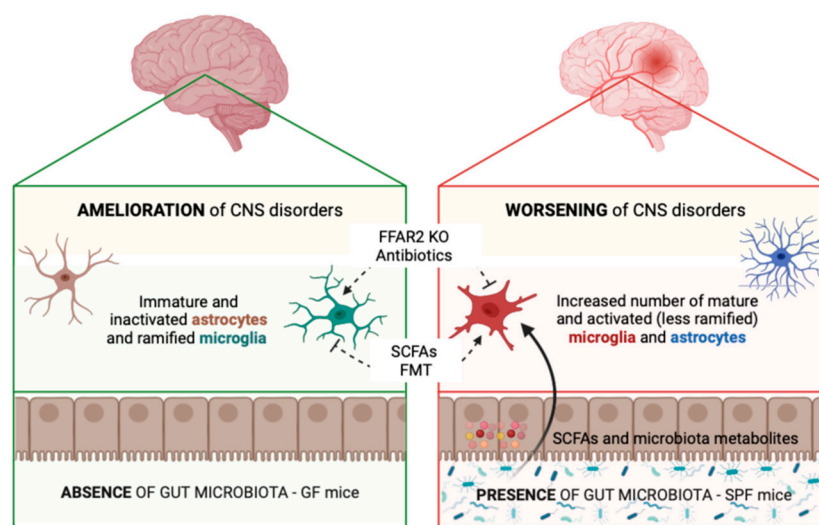 AMELIORATION of CNS disorders
Immature and
inactivated astrocytes
and ramified microglia
ABSENCE OF GUT MICROBIOTA - GF mice
FFAR2 KO
Antibiotics
SCFAs
FMT
WORSENING of CNS disorders
Increased number of mature
and activated (less ramified)
microglia and astrocytes
SCFAs and microbiota metabolites
PRESENCE OF GUT MICROBIOTA - SPF mice